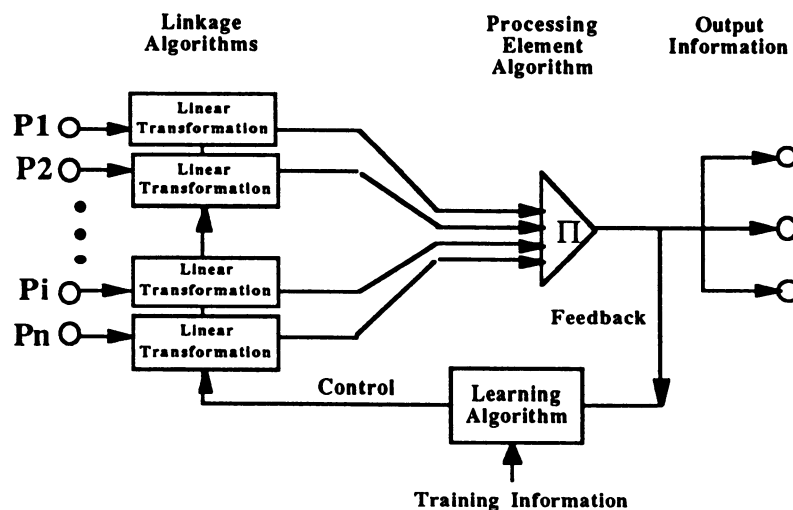 Linkage
Algorithms
Processing
Element
Algorithm
Output
Information
P1
Linear
Transformation
P2
Linear
Transformation
Π
Pi
Linear
Transformation
Pn
Linear
Transformation
Feedback
Control
Learning
Algorithm
Training Information